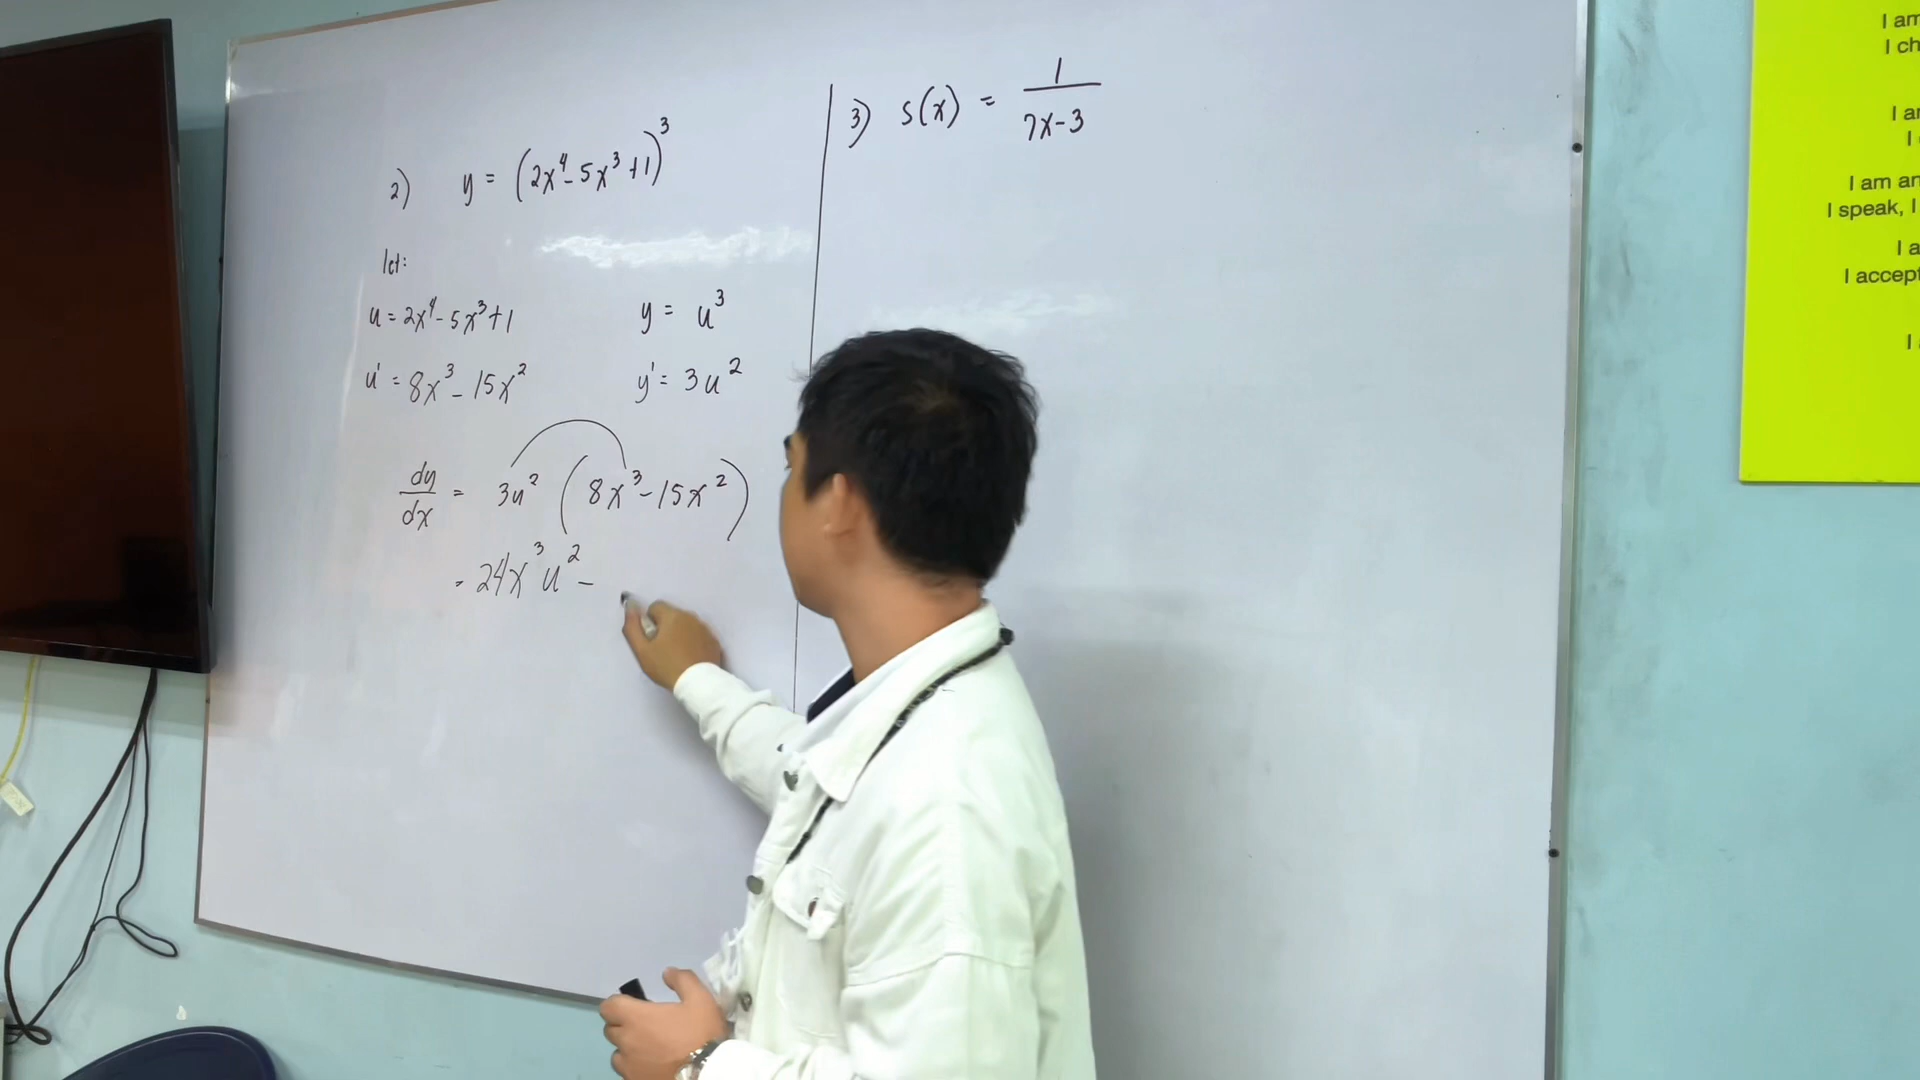 2) y = (2x⁴-5x³+1)³
let:
u = 2x⁴-5x³+1 y = u³
u' = 8x³-15x² y' = 3u²
dy/dx = 3u² (8x³-15x²)
= 24x³u² -
3) s(x) = 1/(7x-3)
I am
I ch
I am an
I speak, I
I accept